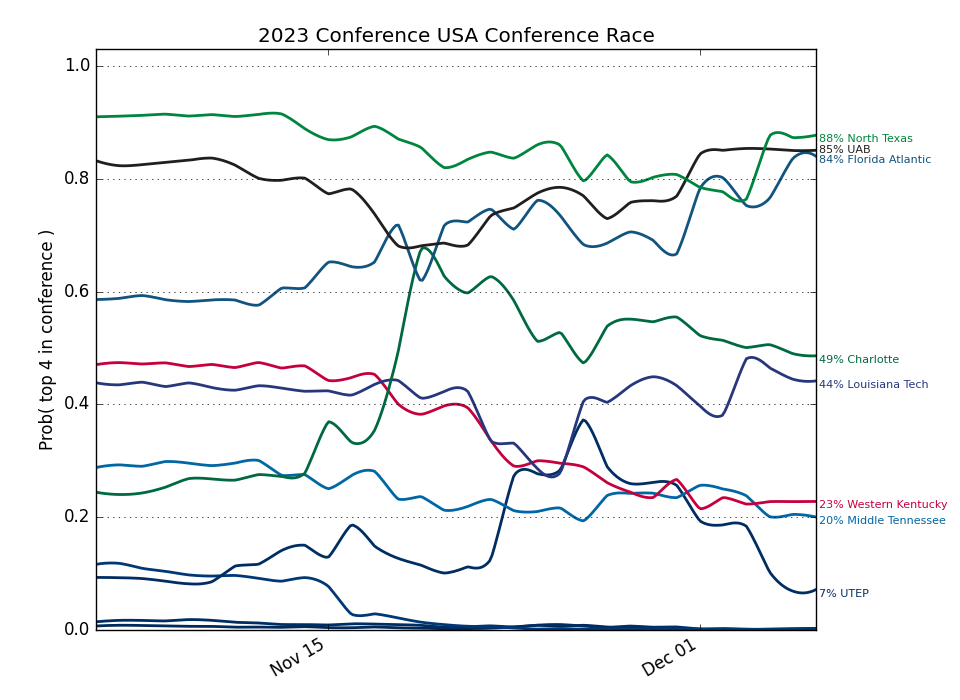 2023 Conference USA Conference Race
1.0
0.8
0.6
0.4
0.2
0.0
Prob( top 4 in conference )
Nov 15
Dec 01
88% North Texas
85% UAB
84% Florida Atlantic
49% Charlotte
44% Louisiana Tech
23% Western Kentucky
20% Middle Tennessee
7% UTEP